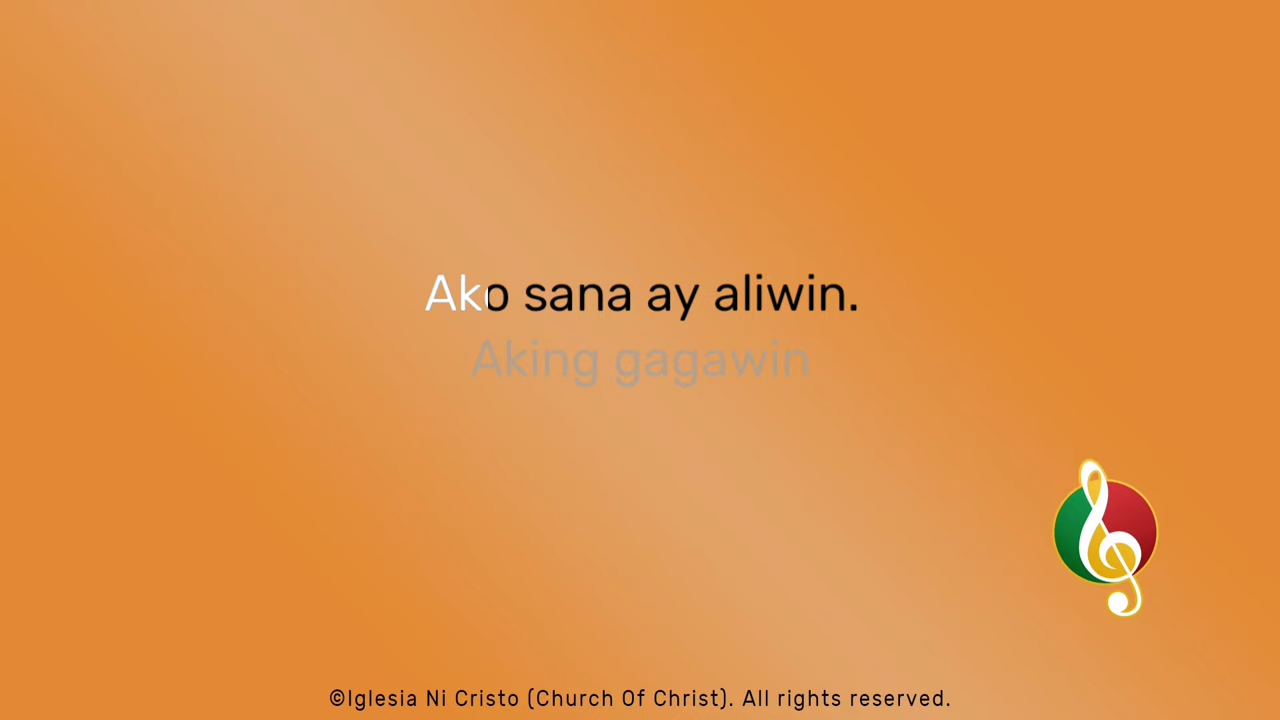 Ako sana ay aliwin.
Aking gagawin
©Iglesia Ni Cristo (Church Of Christ). All rights reserved.